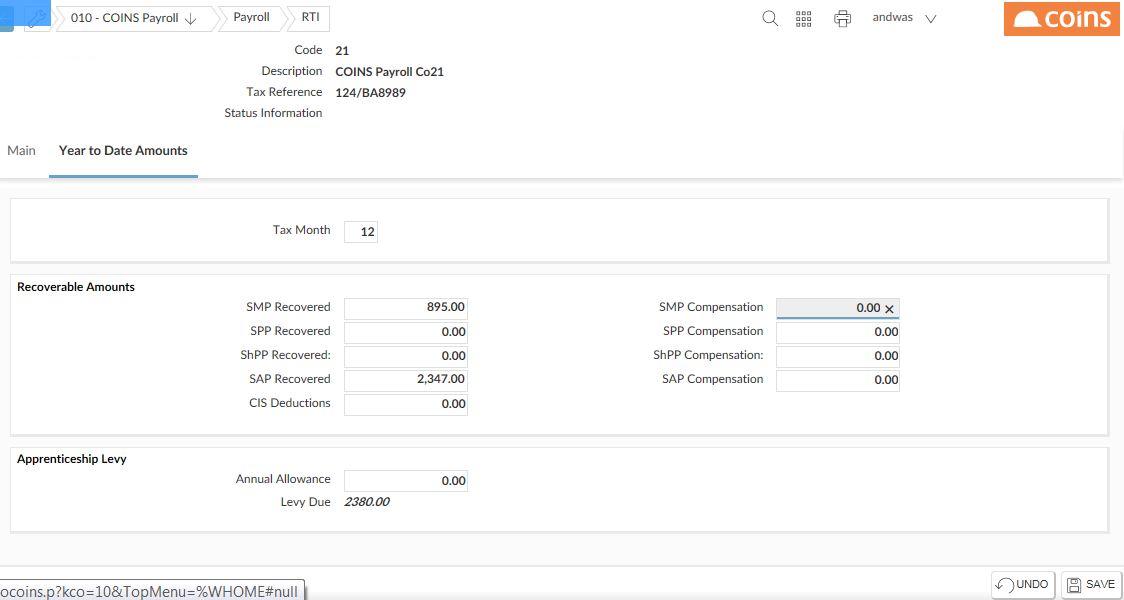 010 - COINS Payroll ↓ Payroll RTI andwas coins
Code 21
Description COINS Payroll Co21
Tax Reference 124/BA8989
Status Information
Main Year to Date Amounts
Tax Month 12
Recoverable Amounts
SMP Recovered 895.00 SMP Compensation 0.00 ×
SPP Recovered 0.00 SPP Compensation 0.00
ShPP Recovered: 0.00 ShPP Compensation: 0.00
SAP Recovered 2,347.00 SAP Compensation 0.00
CIS Deductions 0.00
Apprenticeship Levy
Annual Allowance 0.00
Levy Due 2380.00
UNDO SAVE
ocoins.p?kco=10&TopMenu=%WHOME#null